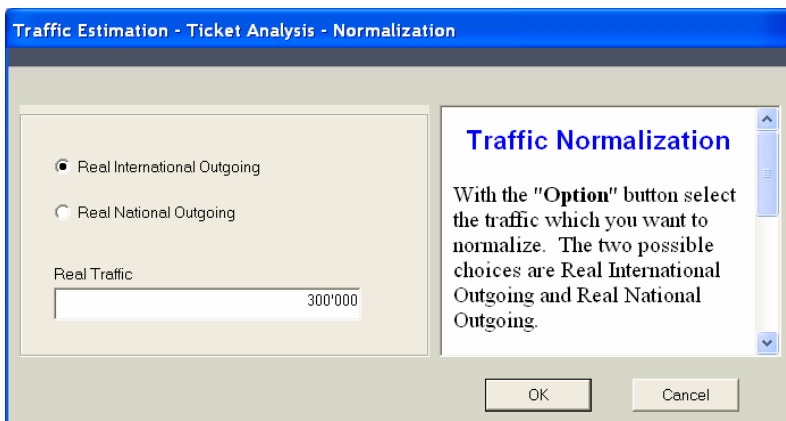 Traffic Estimation - Ticket Analysis - Normalization
Real International Outgoing
Real National Outgoing
Real Traffic
300'000
Traffic Normalization
With the "Option" button select
the traffic which you want to
normalize. The two possible
choices are Real International
Outgoing and Real National
Outgoing.
OK
Cancel